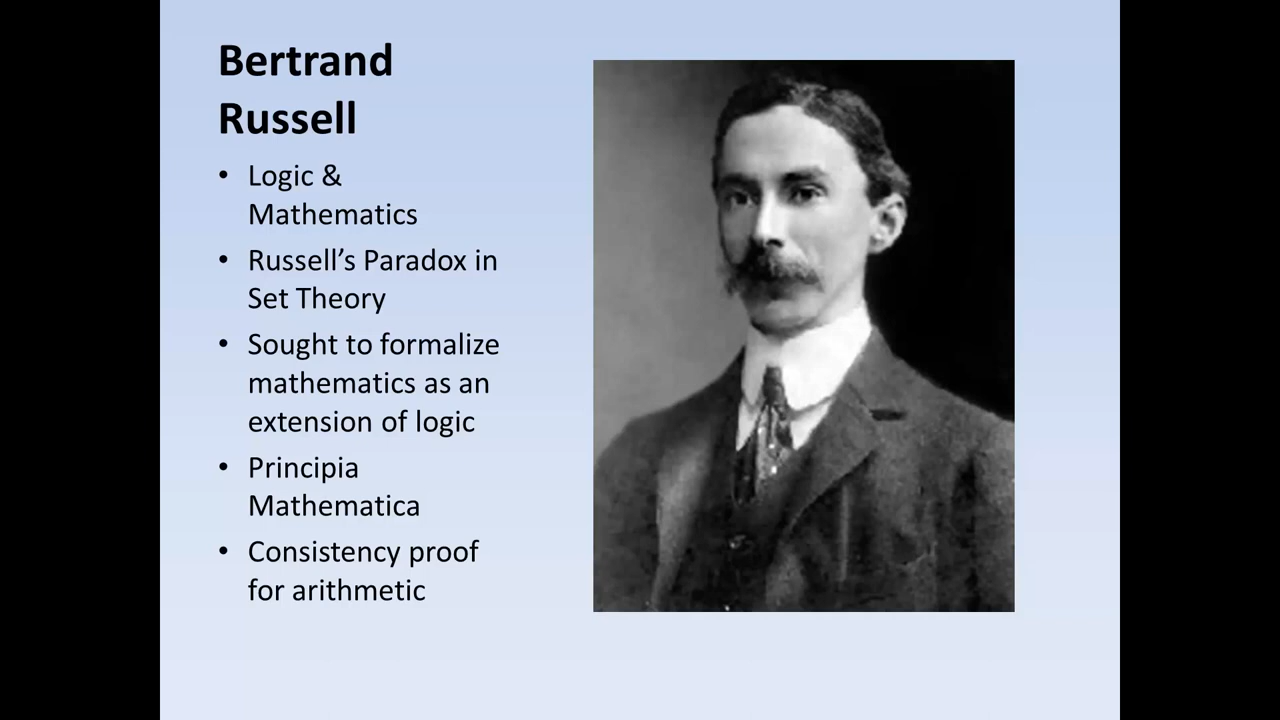 Bertrand
Russell
• Logic &
Mathematics
• Russell’s Paradox in
Set Theory
• Sought to formalize
mathematics as an
extension of logic
• Principia
Mathematica
• Consistency proof
for arithmetic